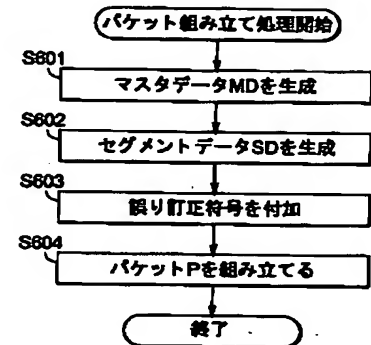 パケット組み立て処理開始
S601
マスタデータMDを生成
S602
セグメントデータSDを生成
S603
誤り訂正符号を付加
S604
パケットPを組み立てる
終了